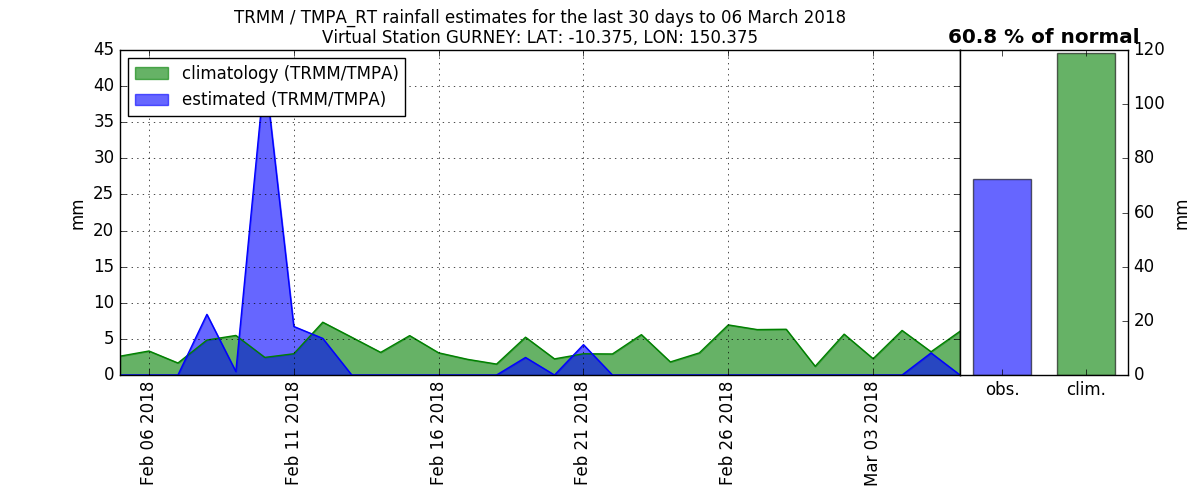 TRMM / TMPA_RT rainfall estimates for the last 30 days to 06 March 2018
Virtual Station GURNEY: LAT: -10.375, LON: 150.375
60.8 % of normal
climatology (TRMM/TMPA)
estimated (TRMM/TMPA)
mm
45
40
35
30
25
20
15
10
5
0
Feb 06 2018
Feb 11 2018
Feb 16 2018
Feb 21 2018
Feb 26 2018
Mar 03 2018
obs.
clim.
120
100
80
60
40
20
0
mm